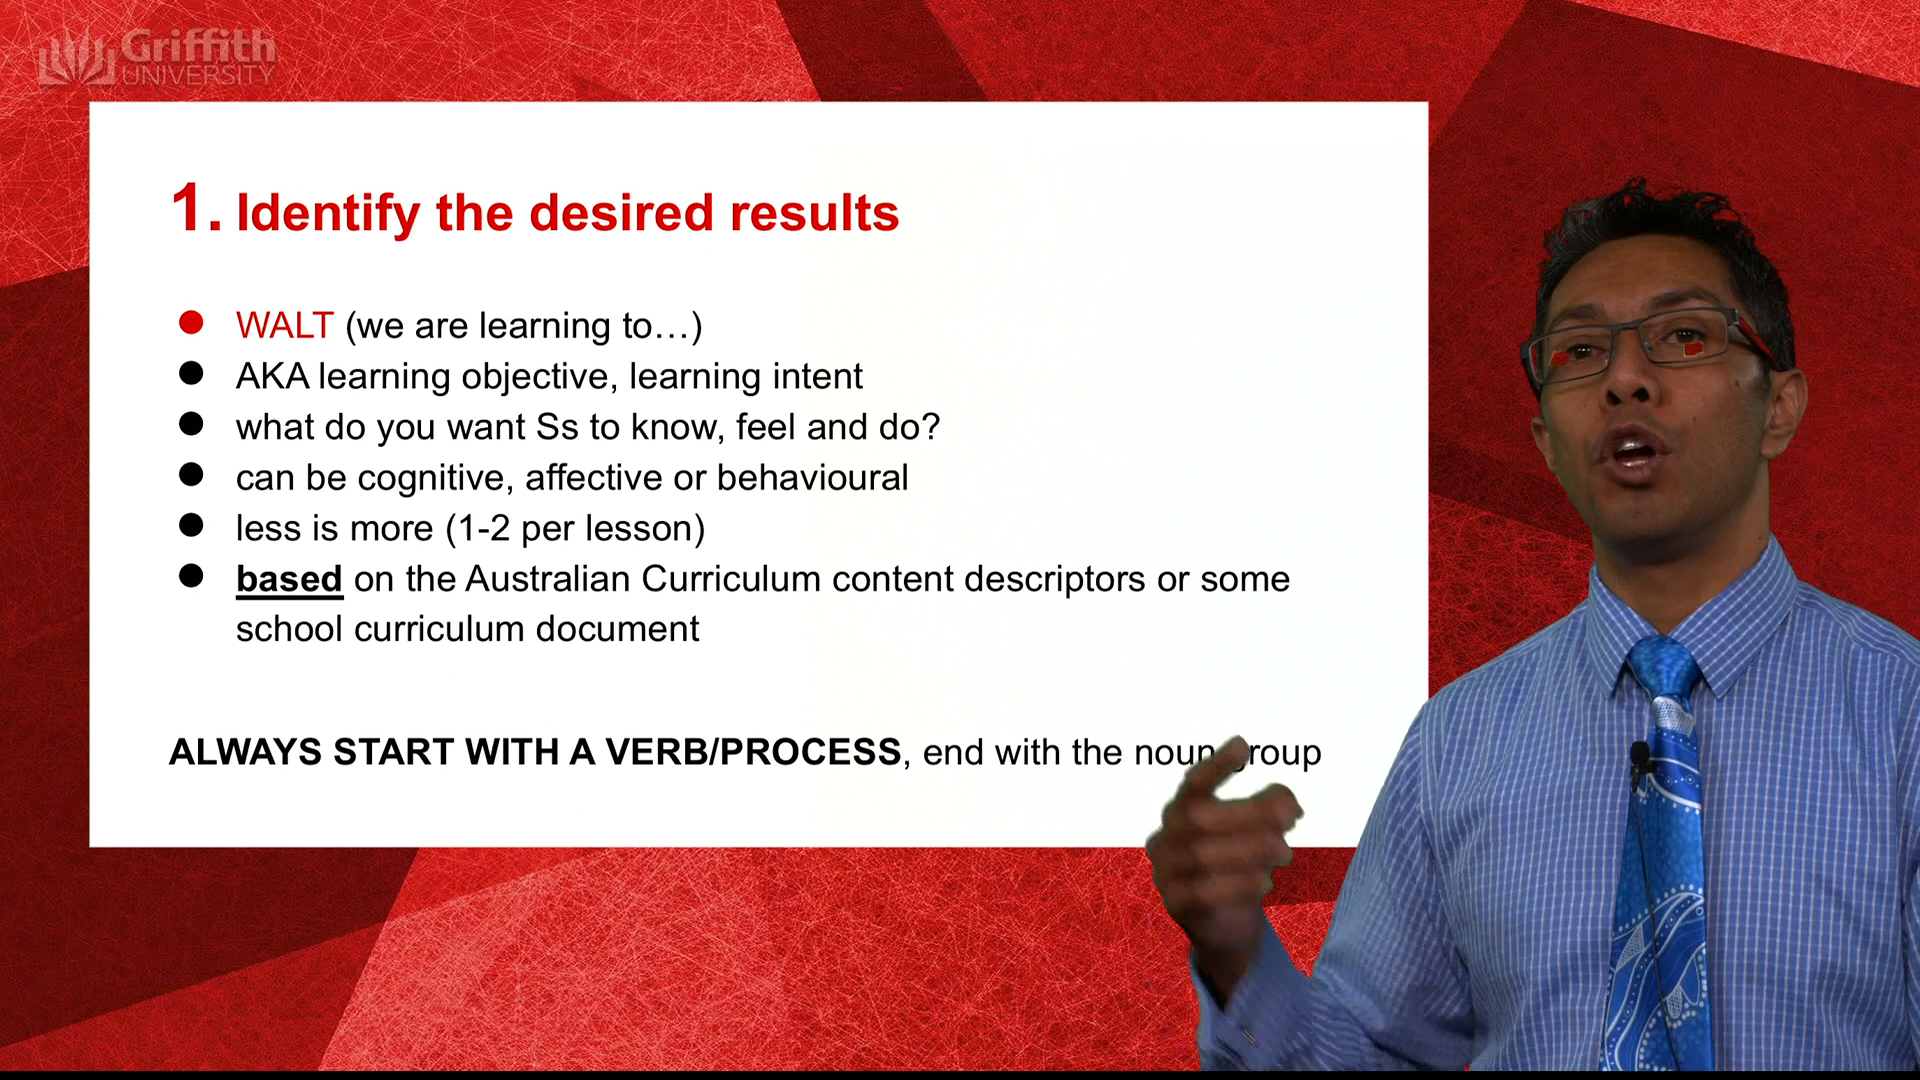 Griffith
UNIVERSITY
1. Identify the desired results
WALT (we are learning to…)
AKA learning objective, learning intent
what do you want Ss to know, feel and do?
can be cognitive, affective or behavioural
less is more (1-2 per lesson)
based on the Australian Curriculum content descriptors or some
school curriculum document
ALWAYS START WITH A VERB/PROCESS, end with the noun group